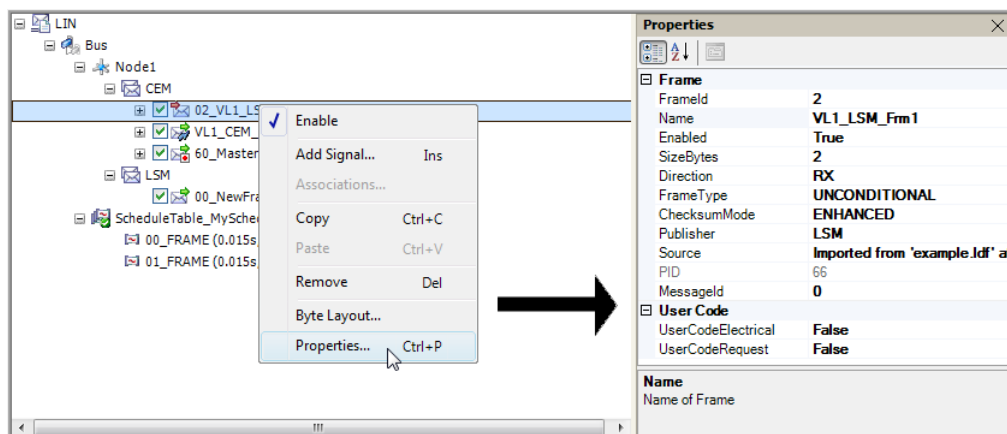 LIN
Bus
Node1
CEM
02_VL1_LS
VL1_CEM_
60_Master
LSM
00_NewFra
ScheduleTable_MySched
00_FRAME (0.015s,
01_FRAME (0.015s,
Enable
Add Signal... Ins
Associations...
Copy Ctrl+C
Paste Ctrl+V
Remove Del
Byte Layout...
Properties... Ctrl+P
Properties
Frame
FrameId 2
Name VL1_LSM_Frm1
Enabled True
SizeBytes 2
Direction RX
FrameType UNCONDITIONAL
ChecksumMode ENHANCED
Publisher LSM
Source Imported from 'example.ldf' a
PID 66
MessageId 0
User Code
UserCodeElectrical False
UserCodeRequest False
Name
Name of Frame